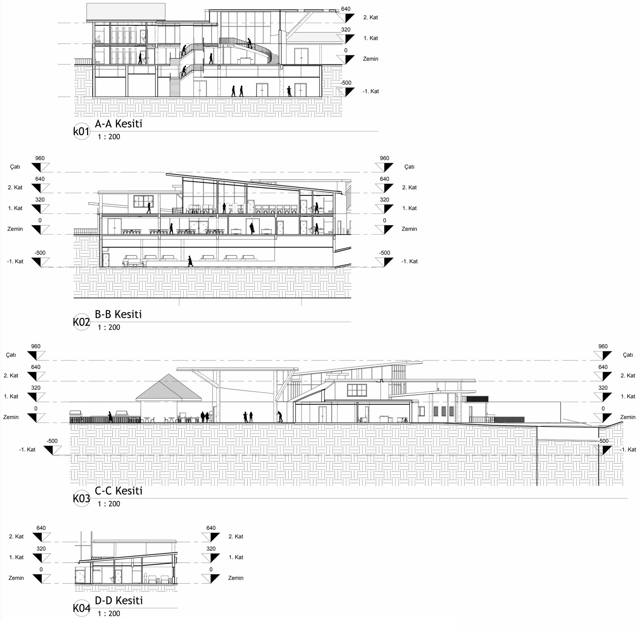 640
2. Kat
320
1. Kat
0
Zemin
-500
-1. Kat
k01 A-A Kesiti
1 : 200
960 960
Çatı Çatı
640 640
2. Kat 2. Kat
320 320
1. Kat 1. Kat
0 0
Zemin Zemin
-500 -500
-1. Kat -1. Kat
K02 B-B Kesiti
1 : 200
960 960
Çatı Çatı
640 640
2. Kat 2. Kat
320 320
1. Kat 1. Kat
0 0
Zemin Zemin
-500 -500
-1. Kat -1. Kat
K03 C-C Kesiti
1 : 200
640 640
2. Kat 2. Kat
320 320
1. Kat 1. Kat
0 0
Zemin Zemin
K04 D-D Kesiti
1 : 200